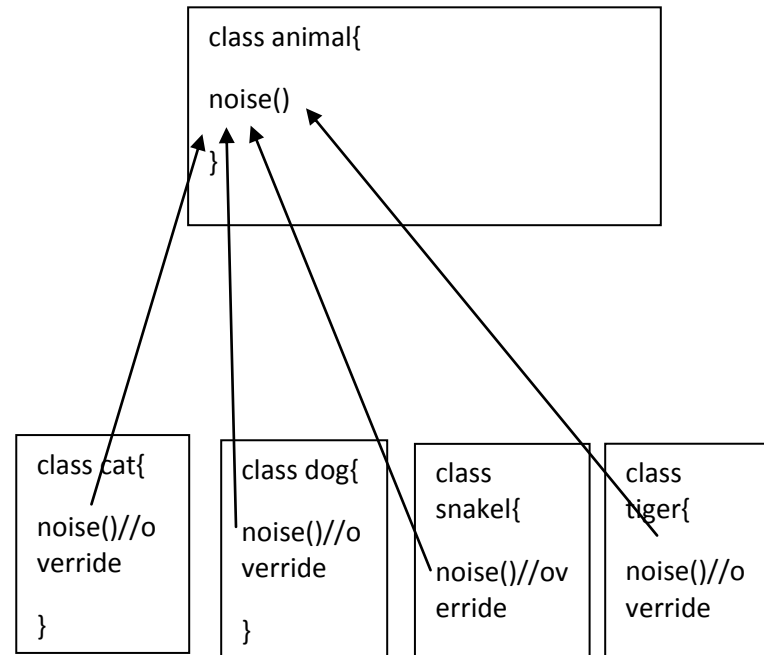 class animal{
noise()
}
class cat{
noise()//o
verride
}
class dog{
noise()//o
verride
}
class
snakel{
noise()//ov
erride
class
tiger{
noise()//o
verride